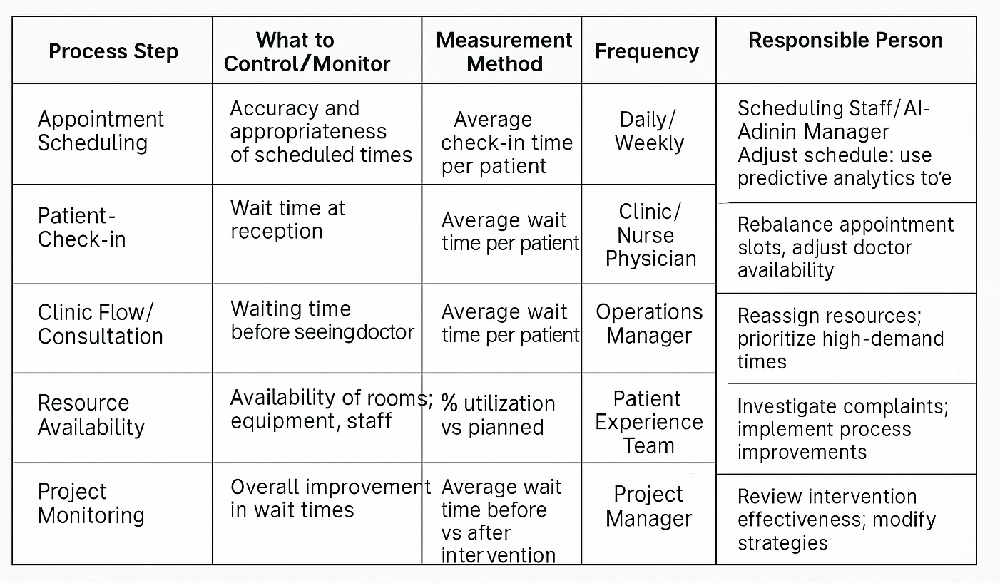 Process Step
What to
Control/Monitor
Measurement
Method
Frequency
Responsible Person
Appointment
Scheduling
Accuracy and
appropriateness
of scheduled times
Average
check-in time
per patient
Daily/
Weekly
Scheduling Staff/AI-
Adinin Manager
Adjust schedule: use
predictive analytics to’e
Patient-
Check-in
Wait time at
reception
Average wait
time per patient
Clinic/
Nurse
Physician
Rebalance appointment
slots, adjust doctor
availability
Clinic Flow/
Consultation
Waiting time
before seeing doctor
Average wait
time per patient
Operations
Manager
Reassign resources;
prioritize high-demand
times
Resource
Availability
Availability of rooms;
equipment, staff
% utilization
vs planned
Patient
Experience
Team
Investigate complaints;
implement process
improvements
Project
Monitoring
Overall improvement
in wait times
Average wait
time before
vs after
intervention
Project
Manager
Review intervention
effectiveness; modify
strategies